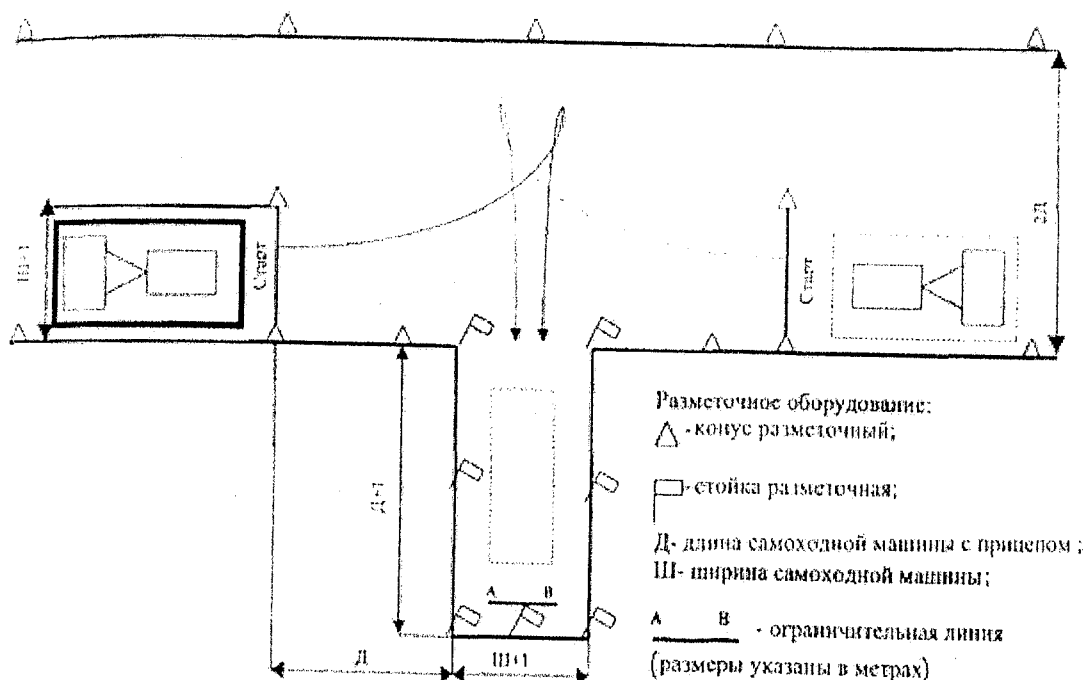 Ш+1
Старт
Старт
2Д
Д+1
А В
Д
Ш+1
Разметочное оборудование:
- конус разметочный;
- стойка разметочная;
Д- длина самоходной машины с прицепом ;
Ш- ширина самоходной машины;
А В - ограничительная линия
(размеры указаны в метрах)